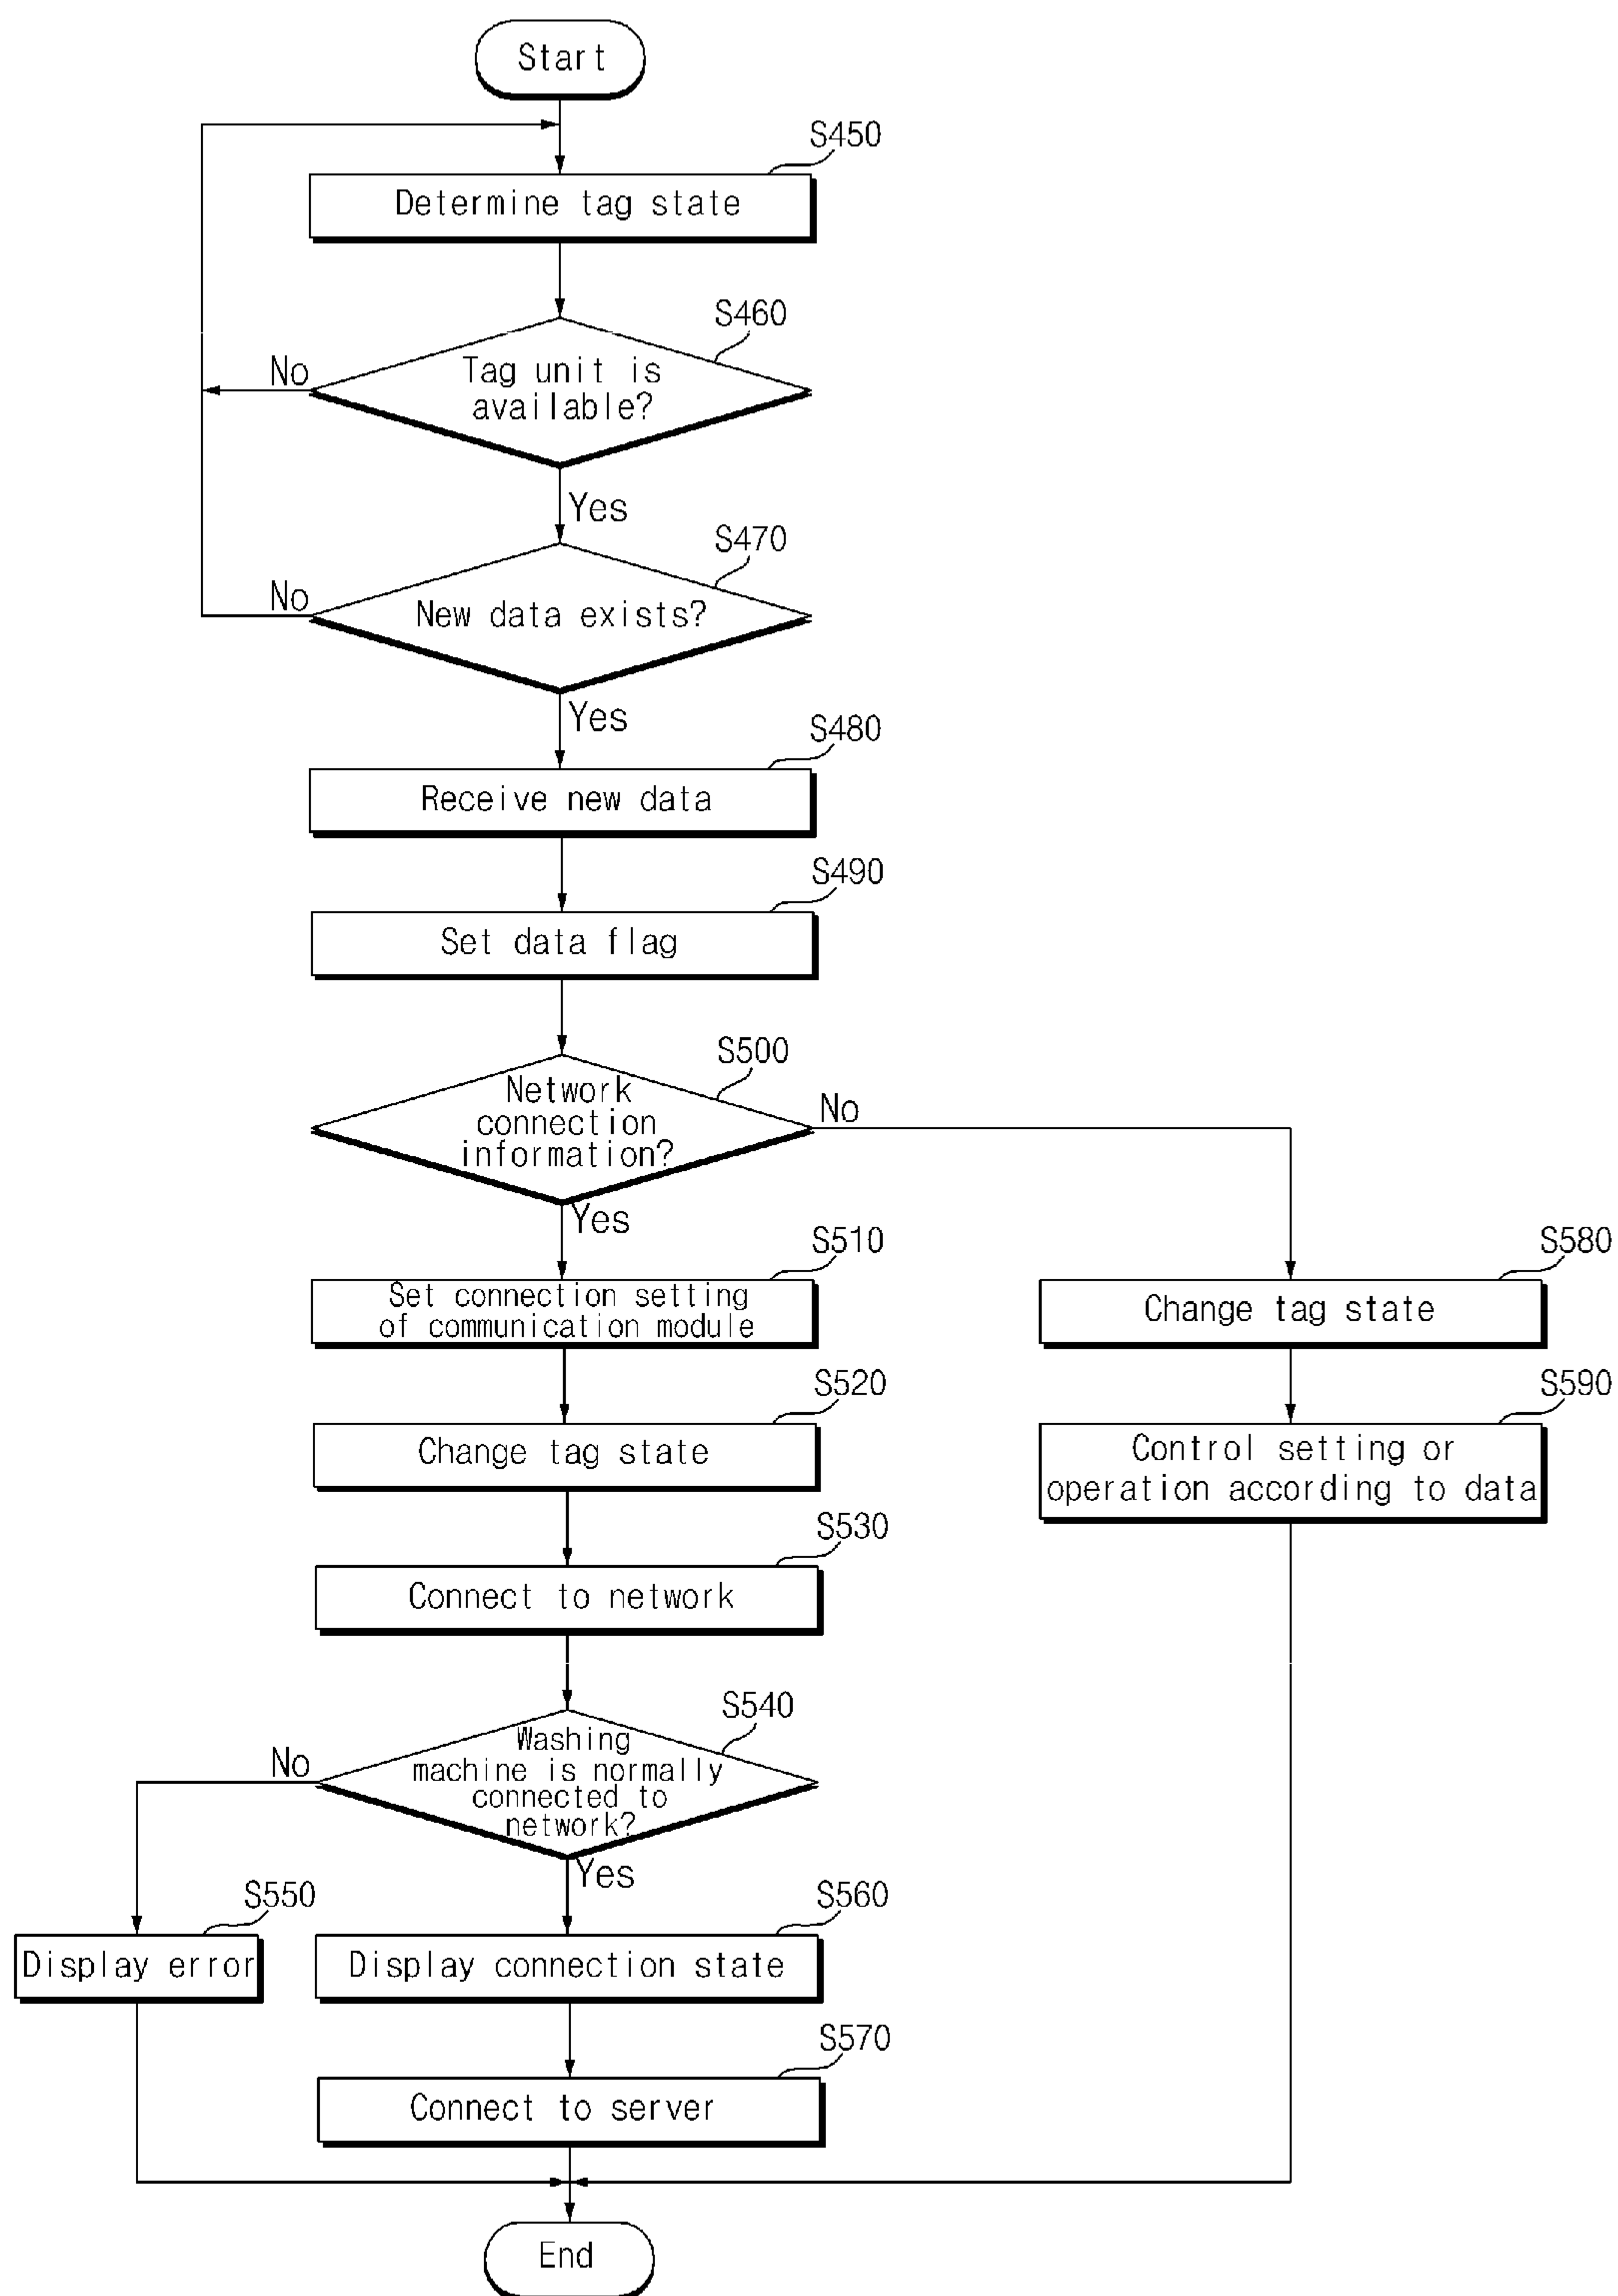 Start
S450
Determine tag state
S460
Tag unit is
available?
No
Yes
S470
New data exists?
No
Yes
S480
Receive new data
S490
Set data flag
S500
Network
connection
information?
No
Yes
S510
Set connection setting
of communication module
S580
Change tag state
S520
Change tag state
S590
Control setting or
operation according to data
S530
Connect to network
S540
Washing
machine is normally
connected to
network?
No
Yes
S550
Display error
S560
Display connection state
S570
Connect to server
End